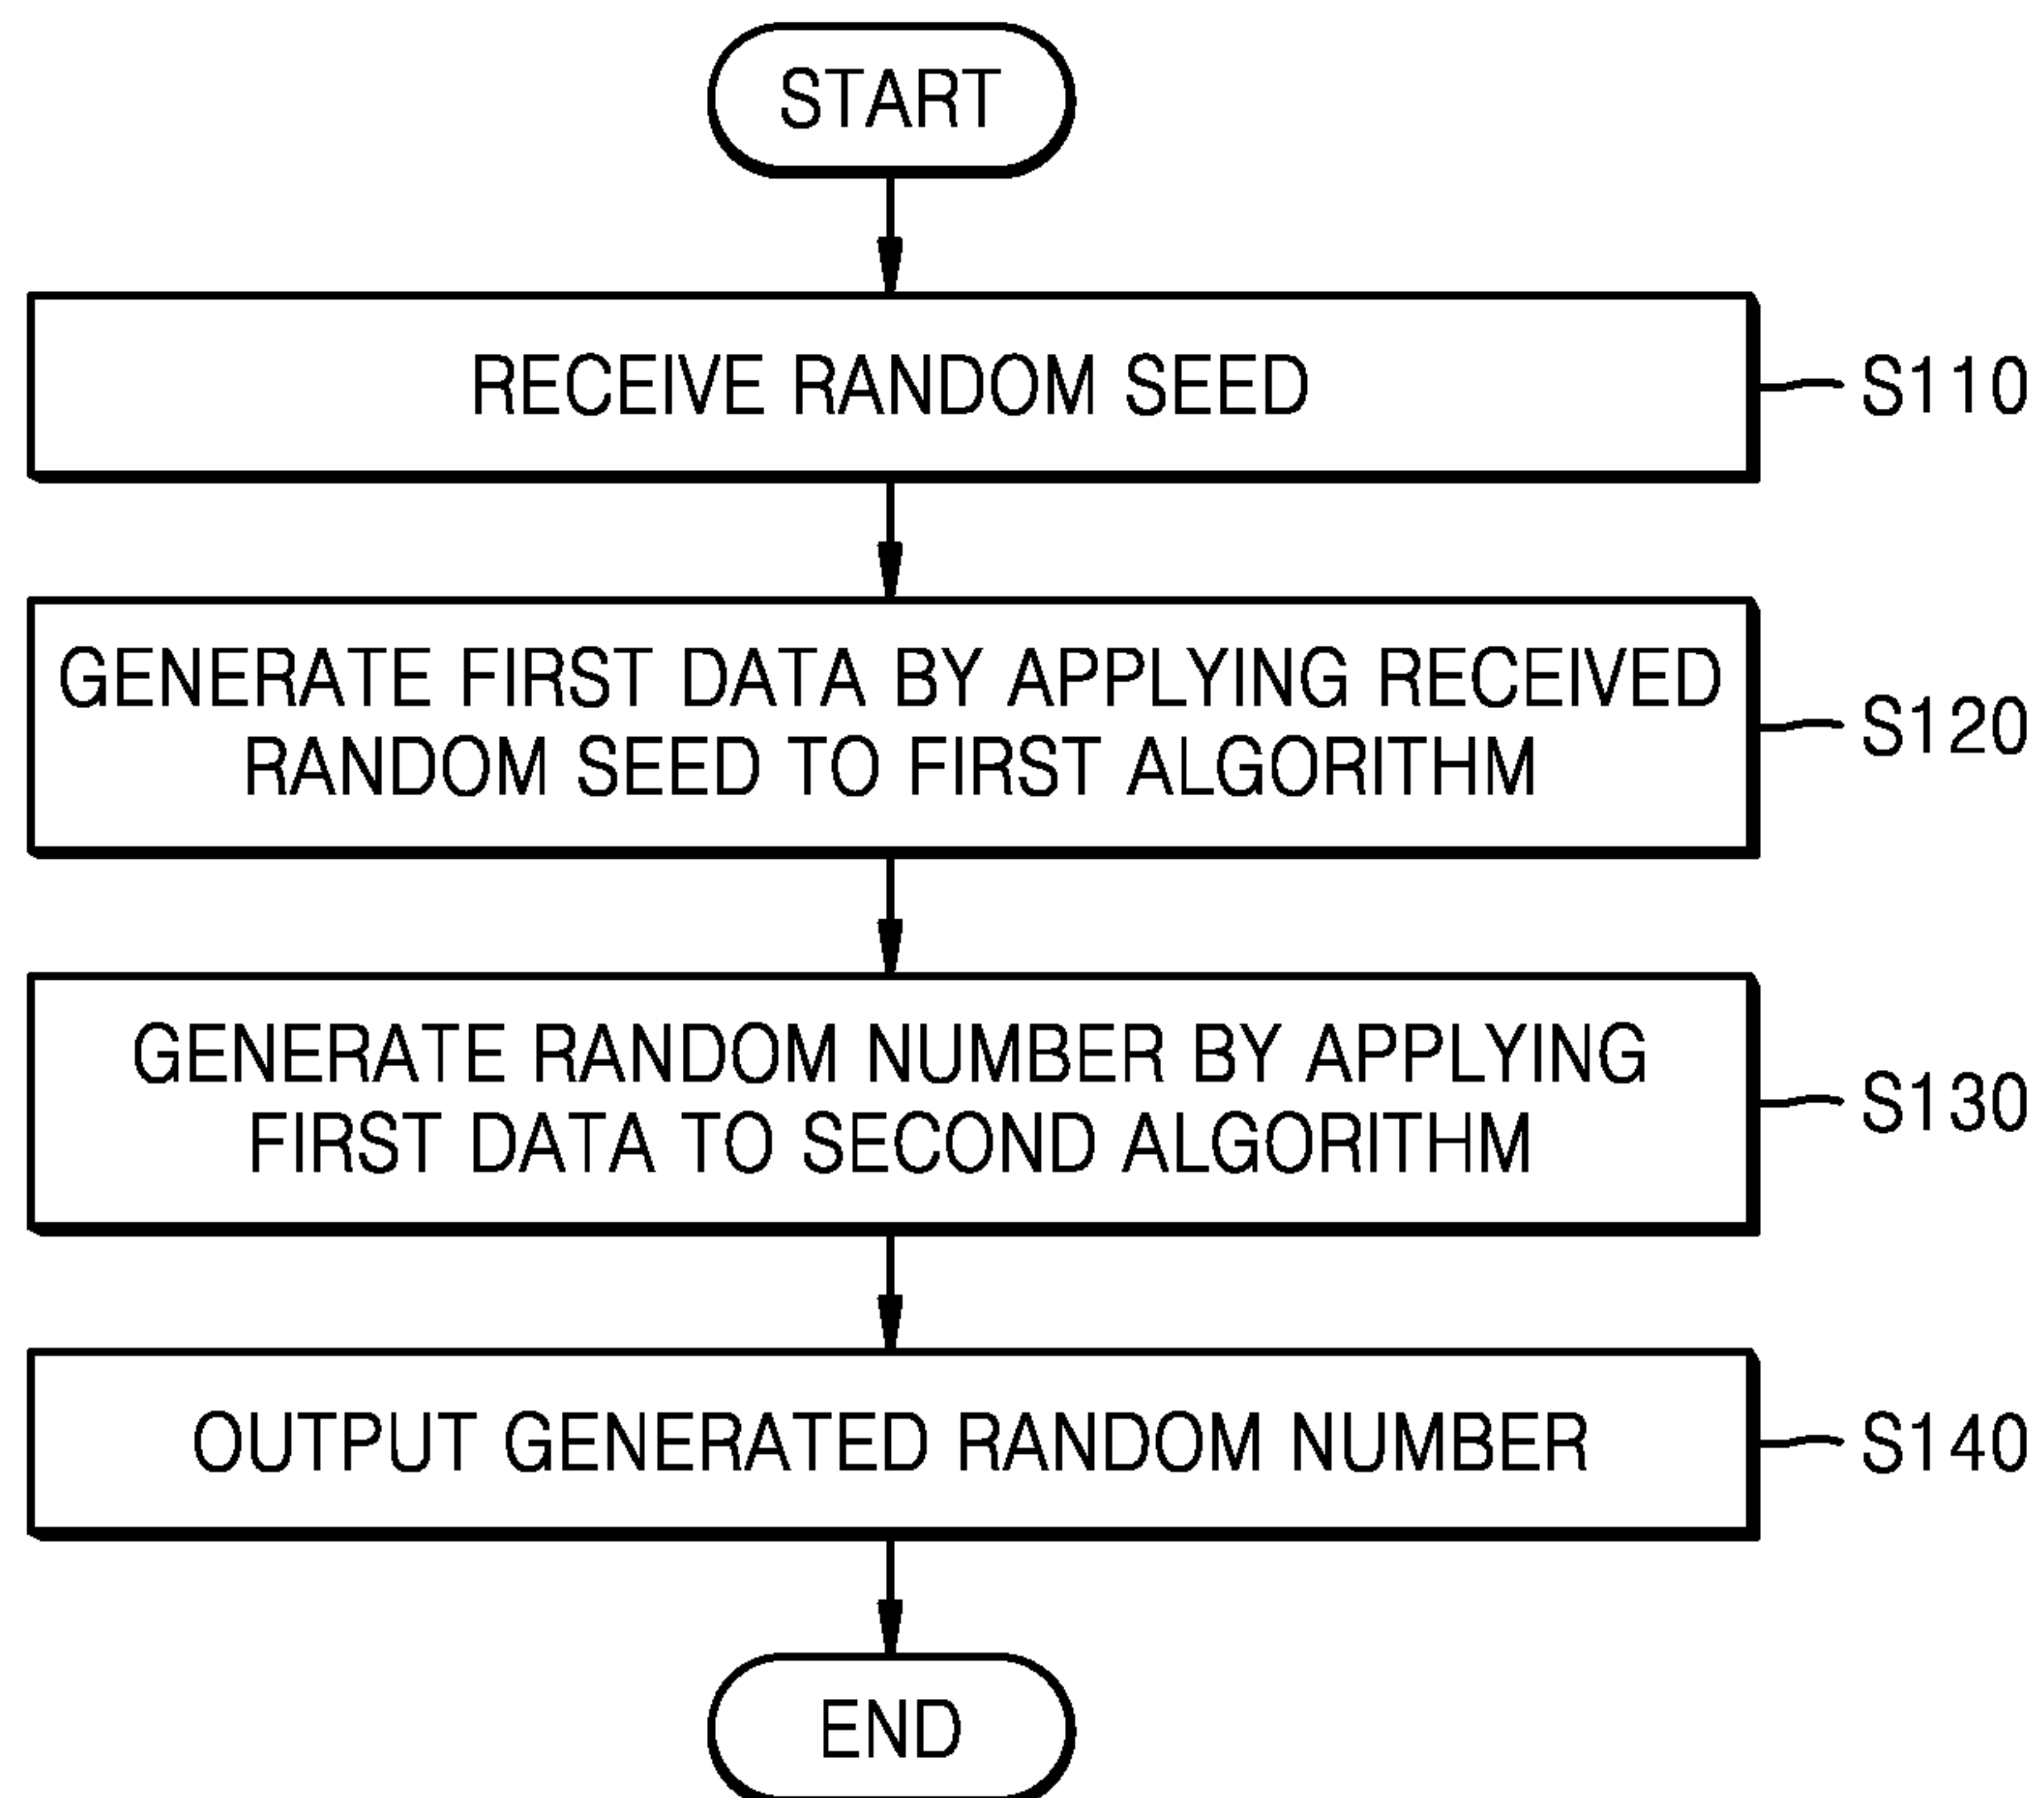 START
RECEIVE RANDOM SEED
S110
GENERATE FIRST DATA BY APPLYING RECEIVED
RANDOM SEED TO FIRST ALGORITHM
S120
GENERATE RANDOM NUMBER BY APPLYING
FIRST DATA TO SECOND ALGORITHM
S130
OUTPUT GENERATED RANDOM NUMBER
S140
END